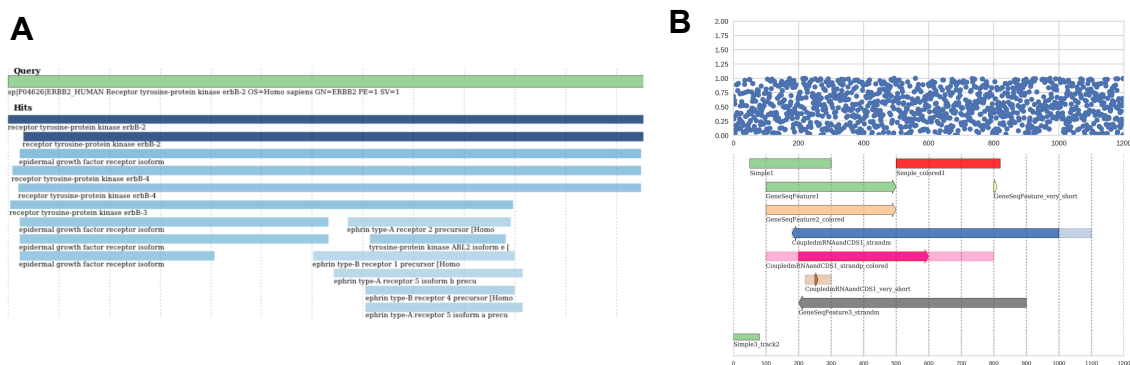 A
Query
sp|P04626|ERBB2_HUMAN Receptor tyrosine-protein kinase erbB-2 OS=Homo sapiens GN=ERBB2 PE=1 SV=1
Hits
receptor tyrosine-protein kinase erbB-2
receptor tyrosine-protein kinase erbB-2
epidermal growth factor receptor isoform
receptor tyrosine-protein kinase erbB-4
receptor tyrosine-protein kinase erbB-4
receptor tyrosine-protein kinase erbB-3
epidermal growth factor receptor isoform
ephrin type-A receptor 2 precursor [Homo
epidermal growth factor receptor isoform
tyrosine-protein kinase ABL2 isoform e [
epidermal growth factor receptor isoform
ephrin type-B receptor 1 precursor [Homo
ephrin type-A receptor 5 isoform b precu
ephrin type-B receptor 4 precursor [Homo
ephrin type-A receptor 5 isoform a precu
B
2.00
1.75
1.50
1.25
1.00
0.75
0.50
0.25
0.00
0 200 400 600 800 1000 1200
Simple1
Simple_colored1
GeneSeqFeature1
GeneSeqFeature_very_short
GeneSeqFeature2_colored
CoupledmRNAandCDS1_strandm
CoupledmRNAandCDS1_strandp_colored
CoupledmRNAandCDS1_very_short
GeneSeqFeature3_strandm
Simple3_track2
0 100 200 300 400 500 600 700 800 900 1000 1100 1200